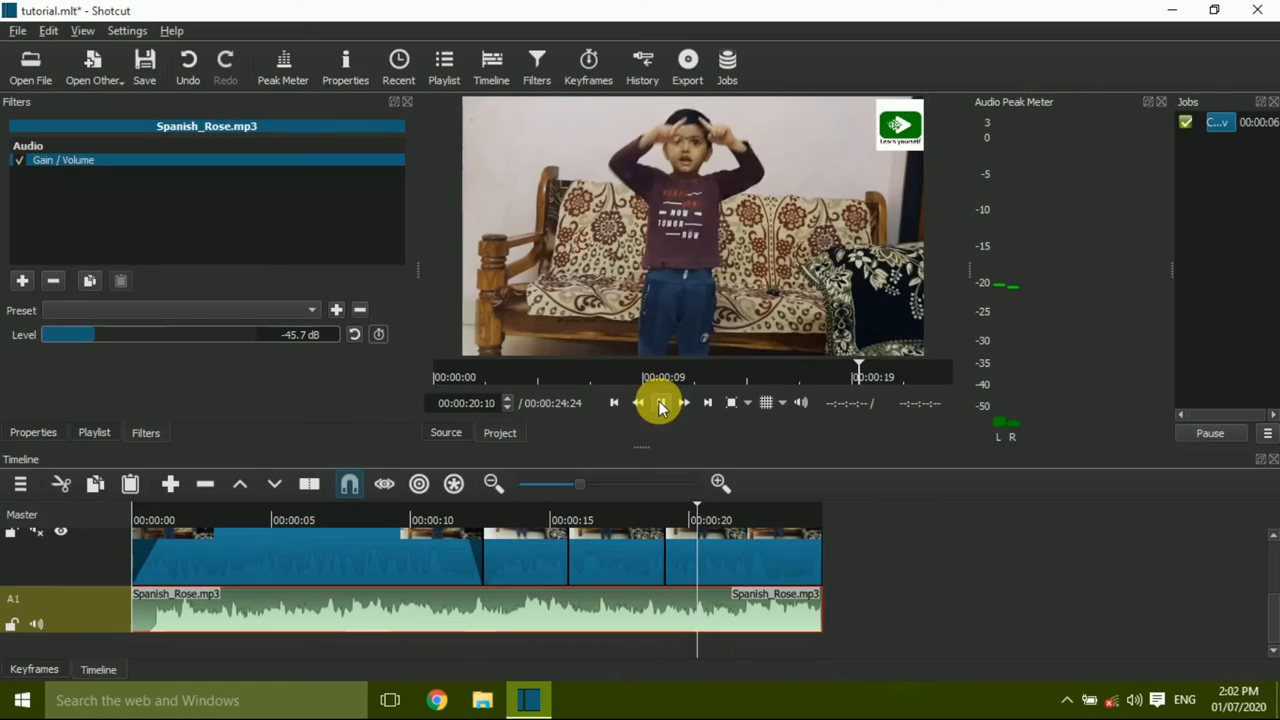 tutorial.mlt* - Shotcut
File Edit View Settings Help
Open File Open Other.. Save Undo Redo Peak Meter Properties Recent Playlist Timeline Filters Keyframes History Export Jobs
Filters
Spanish_Rose.mp3
Audio
Gain / Volume
Preset
Level -45.7 dB
Properties Playlist Filters
Learn yourself
NOW
|00:00:00 |00:00:09 |00:00:19
00:00:20:10 / 00:00:24:24 --:--:--:-- / --:--:--:--
Source Project
Audio Peak Meter
3
0
-5
-10
-15
-20
-25
-30
-35
-40
-50
L R
Jobs
C...v 00:00:06
Pause
Timeline
Master 00:00:00 00:00:05 00:00:10 00:00:15 00:00:20
A1 Spanish_Rose.mp3 Spanish_Rose.mp3
Keyframes Timeline
Search the web and Windows
ENG
2:02 PM
01/07/2020